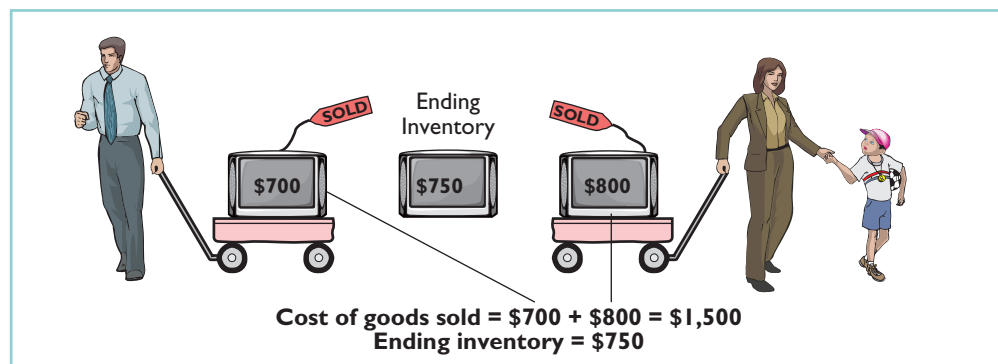 SOLD
Ending
Inventory
SOLD
$700
$750
$800
Cost of goods sold = $700 + $800 = $1,500
Ending inventory = $750